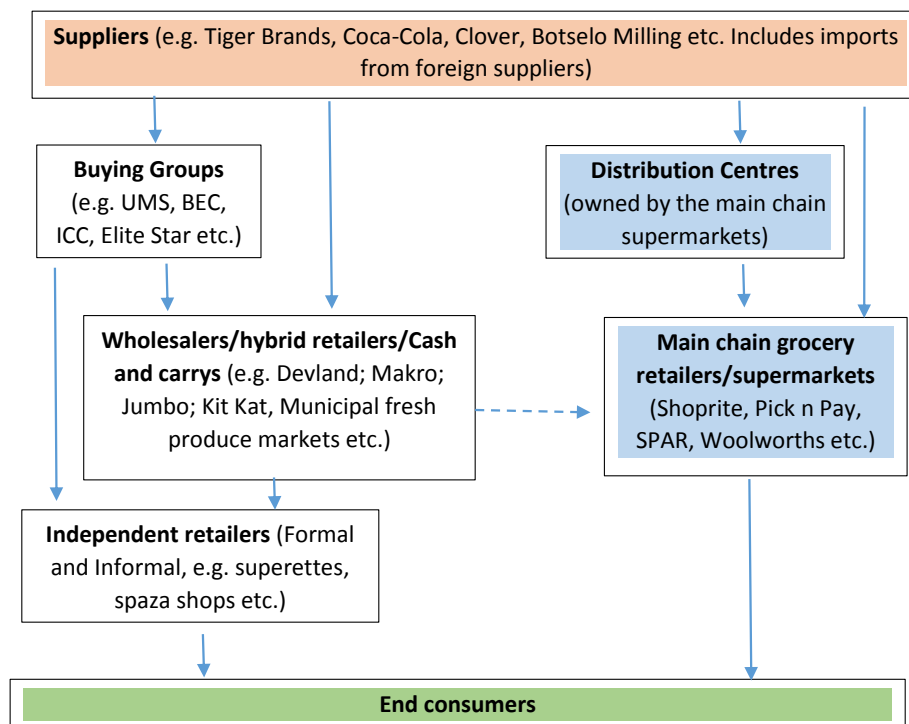 Suppliers (e.g. Tiger Brands, Coca-Cola, Clover, Botselo Milling etc. Includes imports
from foreign suppliers)
Buying Groups
(e.g. UMS, BEC,
ICC, Elite Star etc.)
Distribution Centres
(owned by the main chain
supermarkets)
Wholesalers/hybrid retailers/Cash
and carrys (e.g. Devland; Makro;
Jumbo; Kit Kat, Municipal fresh
produce markets etc.)
Main chain grocery
retailers/supermarkets
(Shoprite, Pick n Pay,
SPAR, Woolworths etc.)
Independent retailers (Formal
and Informal, e.g. superettes,
spaza shops etc.)
End consumers